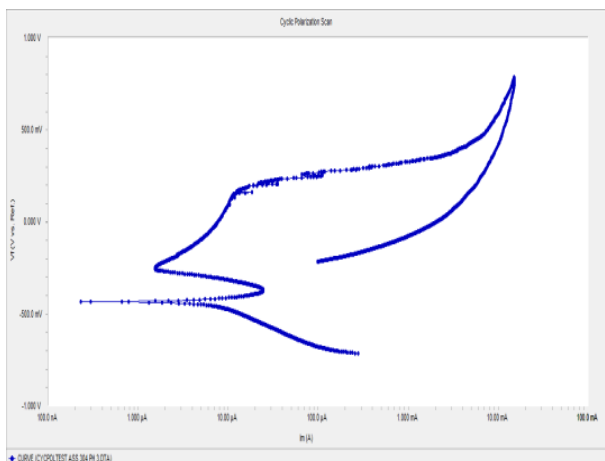 Cyclic Polarization Scan
1.000 V
500.0 mV
0.000 V
-500.0 mV
-1.000 V
Vf (V vs. Ref.)
100.0 nA 1.000 µA 10.00 µA 100.0 µA 1.000 mA 10.00 mA 100.0 mA
Im (A)
CURVE (CYCPOLTEST ASS 304 PH 3.DTA)